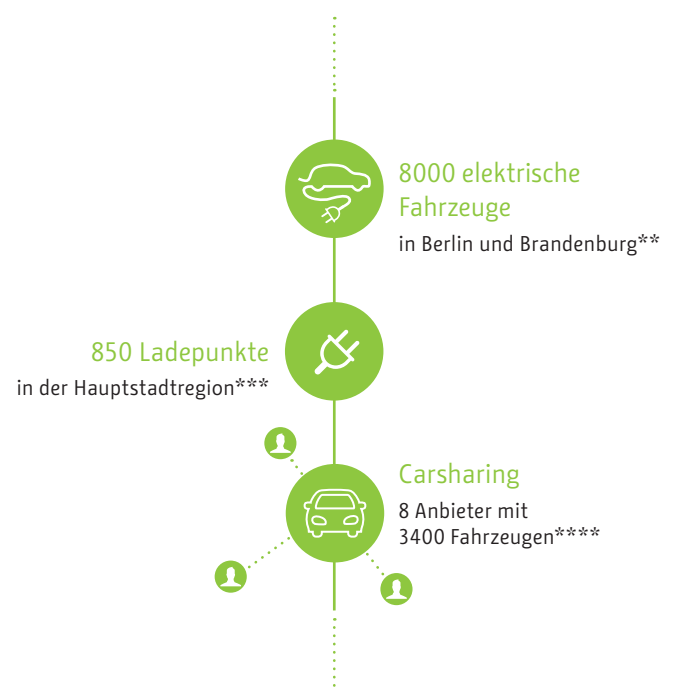 8000 elektrische
Fahrzeuge
in Berlin und Brandenburg**
850 Ladepunkte
in der Hauptstadtregion***
Carsharing
8 Anbieter mit
3400 Fahrzeugen****